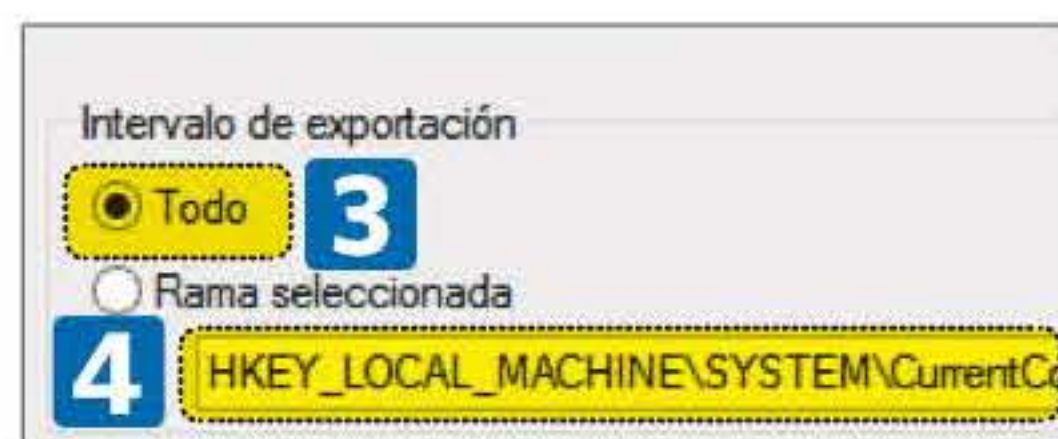 Intervalo de exportación
Todo 3
Rama seleccionada
4 HKEY_LOCAL_MACHINE\SYSTEM\CurrentCo